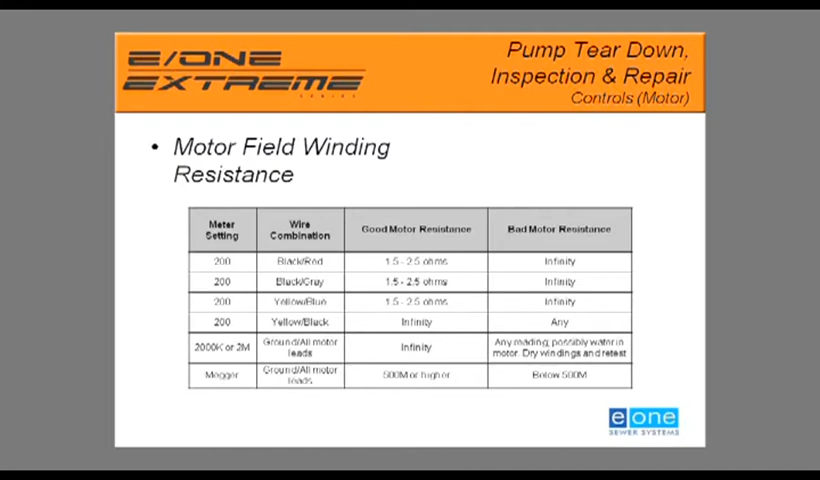 E/ONE
EXTREME
SERIES
Pump Tear Down,
Inspection & Repair
Controls (Motor)
• Motor Field Winding
Resistance
Meter Setting | Wire Combination | Good Motor Resistance | Bad Motor Resistance
200 | Black/Red | 1.5 - 2.5 ohms | Infinity
200 | Black/Gray | 1.5 - 2.5 ohms | Infinity
200 | Yellow/Blue | 1.5 - 2.5 ohms | Infinity
200 | Yellow/Black | Infinity | Any
2000K or 2M | Ground/All motor leads | Infinity | Any reading, possibly water in motor. Dry windings and retest
Megger | Ground/All motor leads | 500M or higher | Below 500M
e one
SEWER SYSTEMS